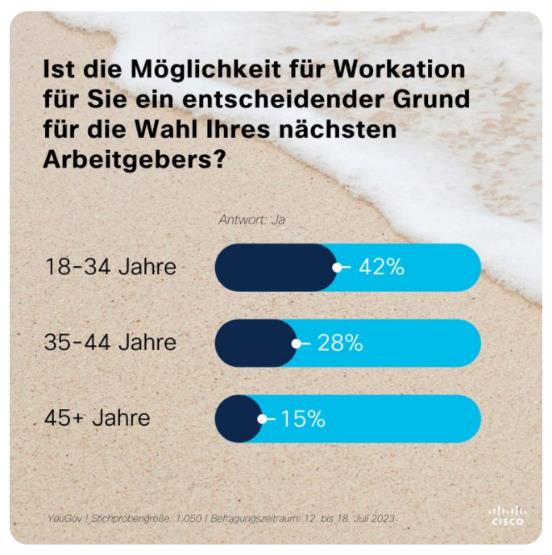 Ist die Möglichkeit für Workation
für Sie ein entscheidender Grund
für die Wahl Ihres nächsten
Arbeitgebers?
Antwort: Ja
18-34 Jahre 42%
35-44 Jahre 28%
45+ Jahre 15%
YouGov | Stichprobengröße: 1.050 | Befragungszeitraum: 12. bis 18. Juli 2023
CISCO